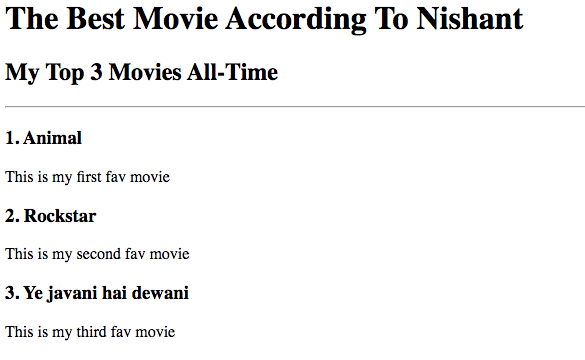 The Best Movie According To Nishant
My Top 3 Movies All-Time
1. Animal
This is my first fav movie
2. Rockstar
This is my second fav movie
3. Ye javani hai dewani
This is my third fav movie